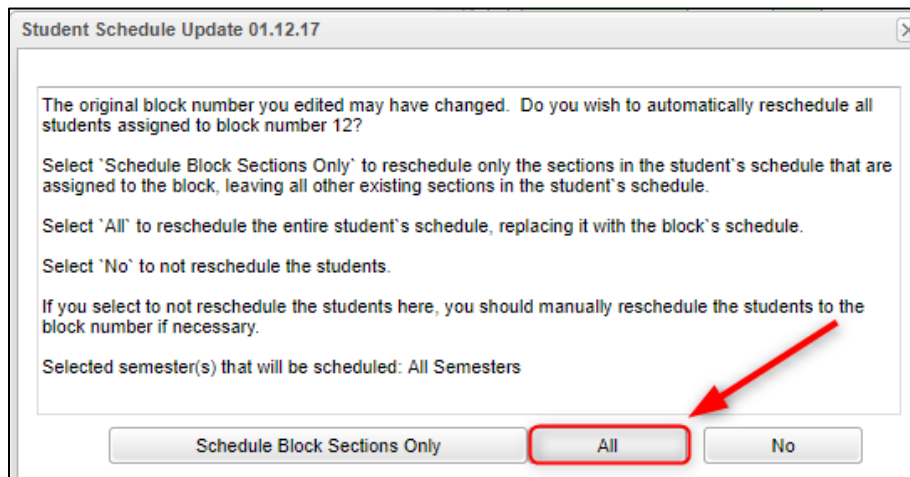 Student Schedule Update 01.12.17
The original block number you edited may have changed.  Do you wish to automatically reschedule all
students assigned to block number 12?
Select `Schedule Block Sections Only` to reschedule only the sections in the student`s schedule that are
assigned to the block, leaving all other existing sections in the student`s schedule.
Select `All` to reschedule the entire student`s schedule, replacing it with the block`s schedule.
Select `No` to not reschedule the students.
If you select to not reschedule the students here, you should manually reschedule the students to the
block number if necessary.
Selected semester(s) that will be scheduled: All Semesters
Schedule Block Sections Only All No